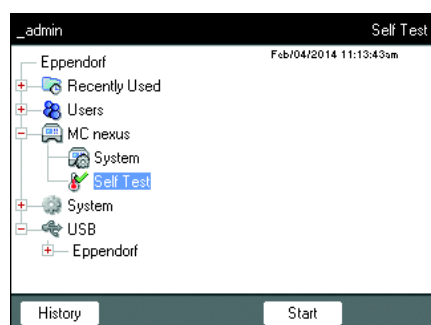 _admin
Self Test
Feb/04/2014 11:13:43am
Eppendorf
Recently Used
Users
MC nexus
System
Self Test
System
USB
Eppendorf
History
Start